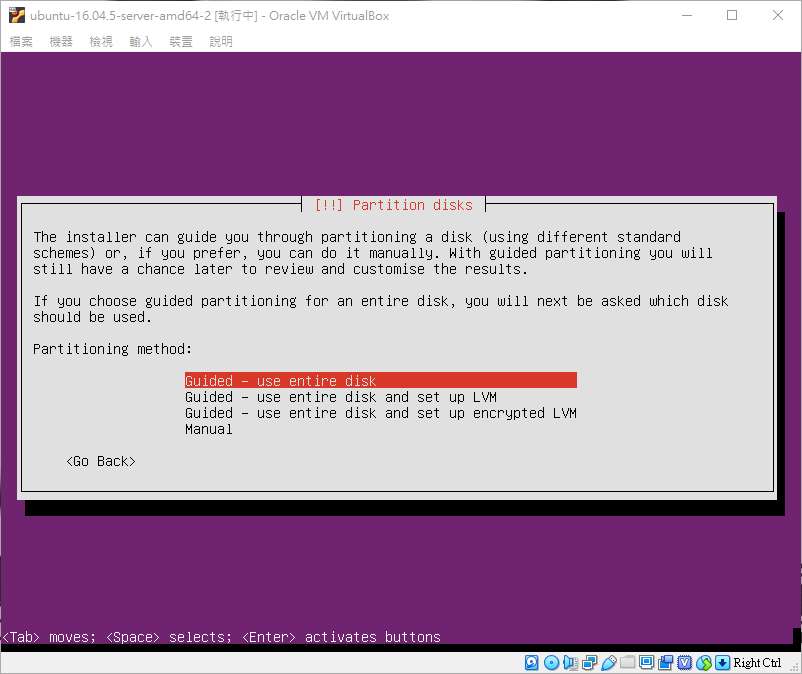 ubuntu-16.04.5-server-amd64-2 [執行中] - Oracle VM VirtualBox
檔案 機器 檢視 輸入 裝置 說明
[!!] Partition disks
The installer can guide you through partitioning a disk (using different standard
schemes) or, if you prefer, you can do it manually. With guided partitioning you will
still have a chance later to review and customise the results.
If you choose guided partitioning for an entire disk, you will next be asked which disk
should be used.
Partitioning method:
Guided - use entire disk
Guided - use entire disk and set up LVM
Guided - use entire disk and set up encrypted LVM
Manual
<Go Back>
<Tab> moves; <Space> selects; <Enter> activates buttons
Right Ctrl